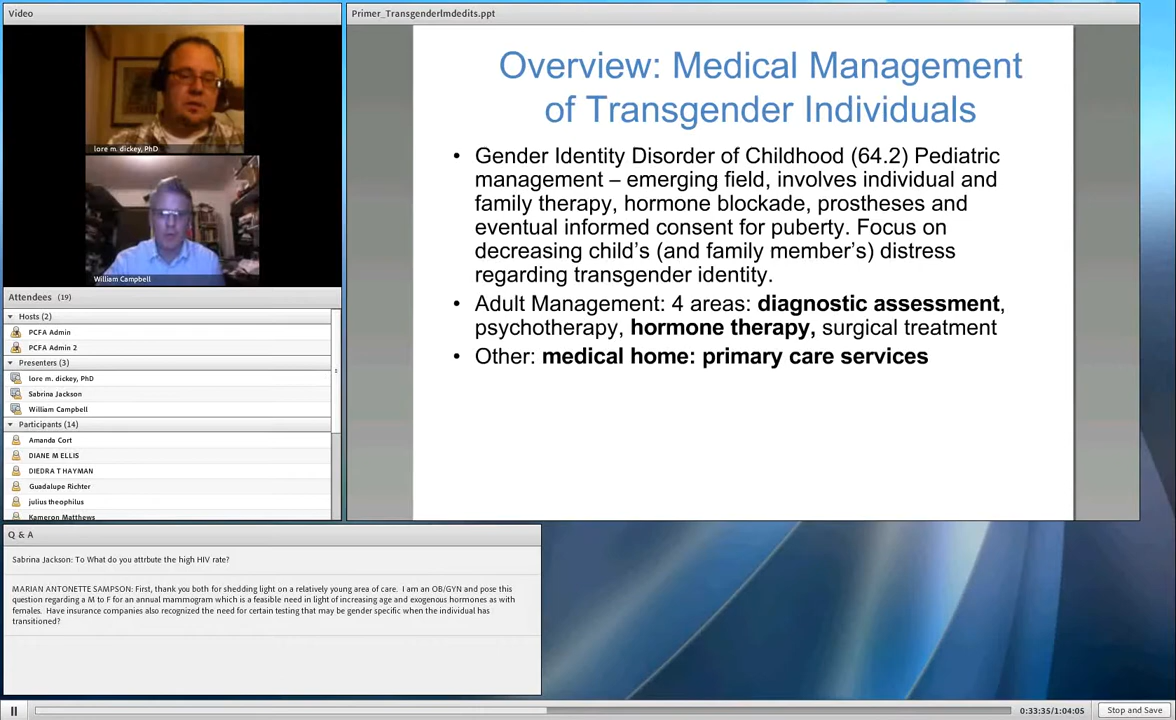 Video
lore m. dickey, PhD
William Campbell
Attendees (19)
Hosts (2)
PCFA Admin
PCFA Admin 2
Presenters (3)
lore m. dickey, PhD
Sabrina Jackson
William Campbell
Participants (14)
Amanda Cort
DIANE M ELLIS
DIEDRA T HAYMAN
Guadalupe Richter
julius theophilus
Kameron Matthews
Primer_Transgenderlmdedits.ppt
Overview: Medical Management
of Transgender Individuals
• Gender Identity Disorder of Childhood (64.2) Pediatric
management – emerging field, involves individual and
family therapy, hormone blockade, prostheses and
eventual informed consent for puberty. Focus on
decreasing child's (and family member's) distress
regarding transgender identity.
• Adult Management: 4 areas: diagnostic assessment,
psychotherapy, hormone therapy, surgical treatment
• Other: medical home: primary care services
Q & A
Sabrina Jackson: To What do you attrbute the high HIV rate?
MARIAN ANTONETTE SAMPSON: First, thank you both for shedding light on a relatively young area of care. I am an OB/GYN and pose this
question regarding a M to F for an annual mammogram which is a feasible need in light of increasing age and exogenous hormones as with
females. Have insurance companies also recognized the need for certain testing that may be gender specific when the individual has
transitioned?
0:33:35/1:04:05
Stop and Save